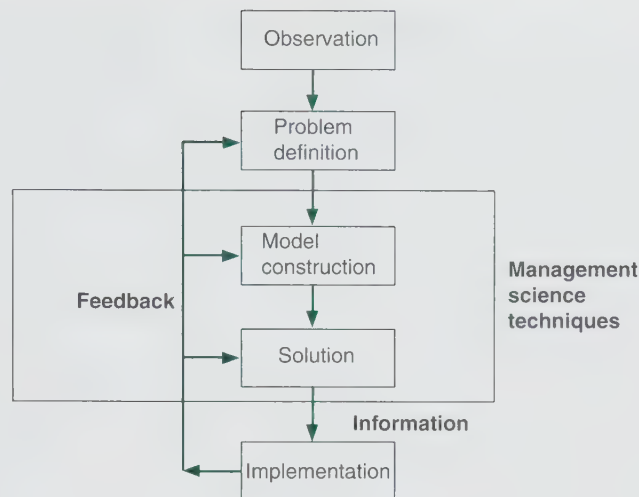 Observation
Problem
definition
Model
construction
Feedback
Management
science
techniques
Solution
Information
Implementation